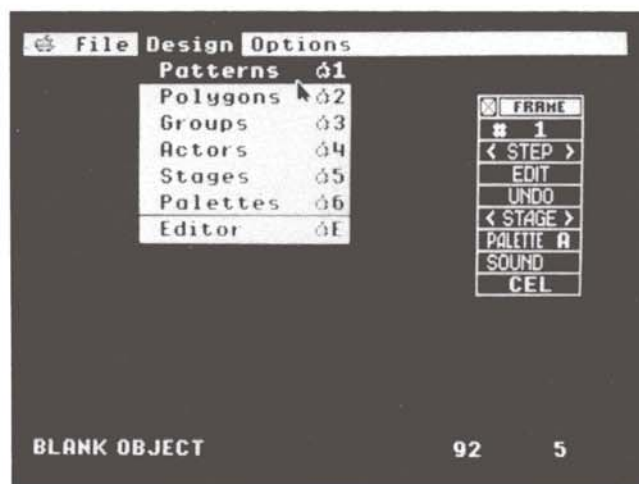 File Design Options
Patterns 1
Polygons 2
Groups 3
Actors 4
Stages 5
Palettes 6
Editor E
FRAME
# 1
< STEP >
EDIT
UNDO
< STAGE >
PALETTE A
SOUND
CEL
BLANK OBJECT 92 5